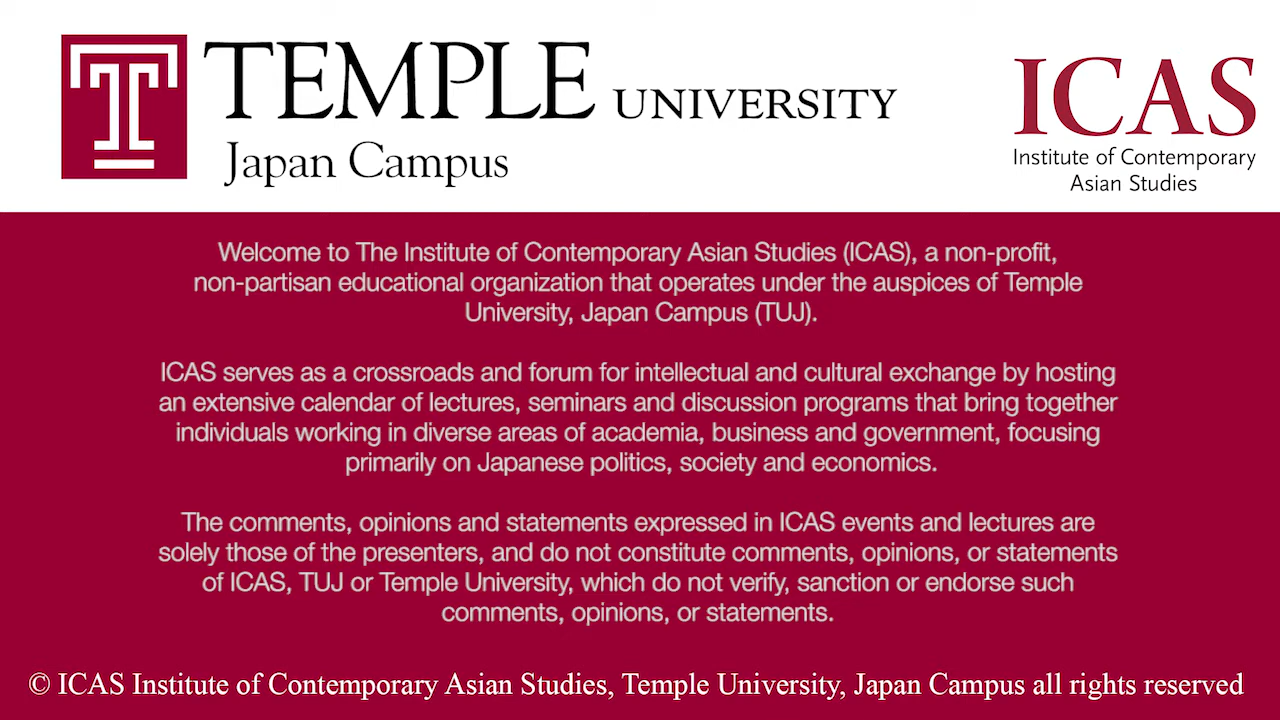 TEMPLE UNIVERSITY
Japan Campus
ICAS
Institute of Contemporary
Asian Studies
Welcome to The Institute of Contemporary Asian Studies (ICAS), a non-profit,
non-partisan educational organization that operates under the auspices of Temple
University, Japan Campus (TUJ).
ICAS serves as a crossroads and forum for intellectual and cultural exchange by hosting
an extensive calendar of lectures, seminars and discussion programs that bring together
individuals working in diverse areas of academia, business and government, focusing
primarily on Japanese politics, society and economics.
The comments, opinions and statements expressed in ICAS events and lectures are
solely those of the presenters, and do not constitute comments, opinions, or statements
of ICAS, TUJ or Temple University, which do not verify, sanction or endorse such
comments, opinions, or statements.
© ICAS Institute of Contemporary Asian Studies, Temple University, Japan Campus all rights reserved